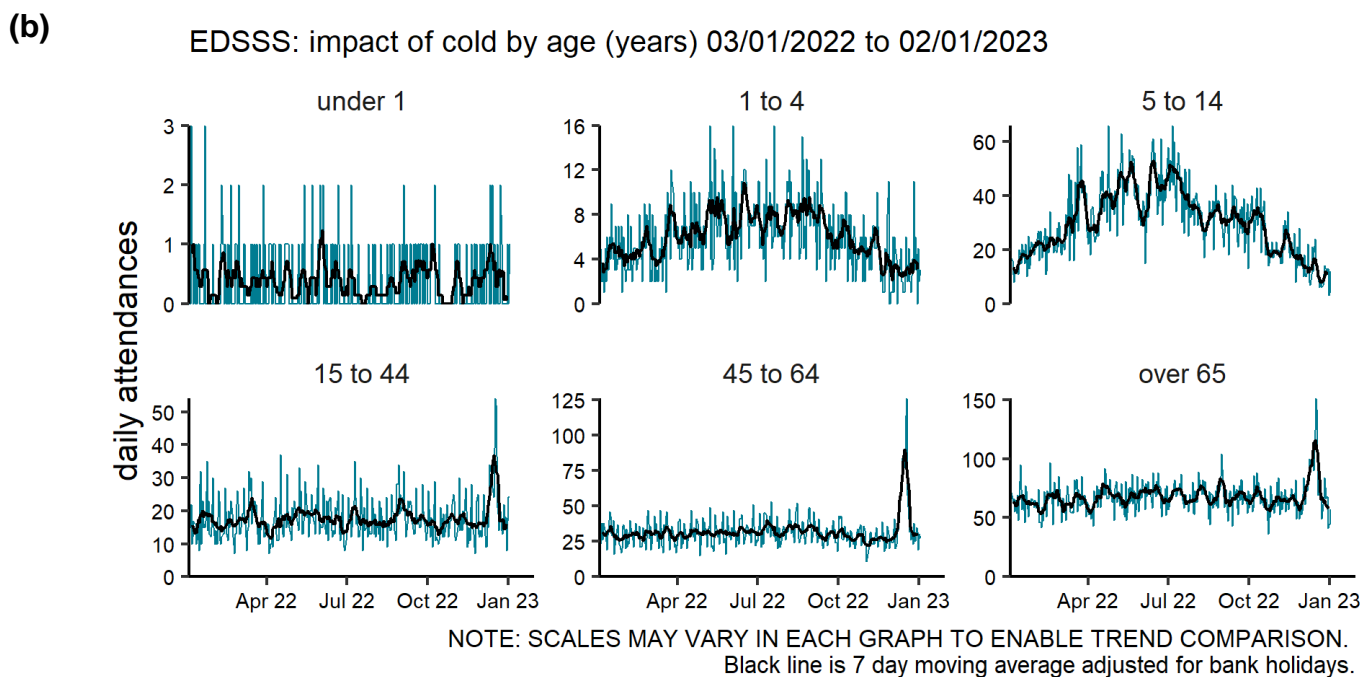 (b)
EDSSS: impact of cold by age (years) 03/01/2022 to 02/01/2023
daily attendances
under 1
3
2
1
0
1 to 4
16
12
8
4
0
5 to 14
60
40
20
0
15 to 44
50
40
30
20
10
0
Apr 22 Jul 22 Oct 22 Jan 23
45 to 64
125
100
75
50
25
0
Apr 22 Jul 22 Oct 22 Jan 23
over 65
150
100
50
0
Apr 22 Jul 22 Oct 22 Jan 23
NOTE: SCALES MAY VARY IN EACH GRAPH TO ENABLE TREND COMPARISON.
Black line is 7 day moving average adjusted for bank holidays.